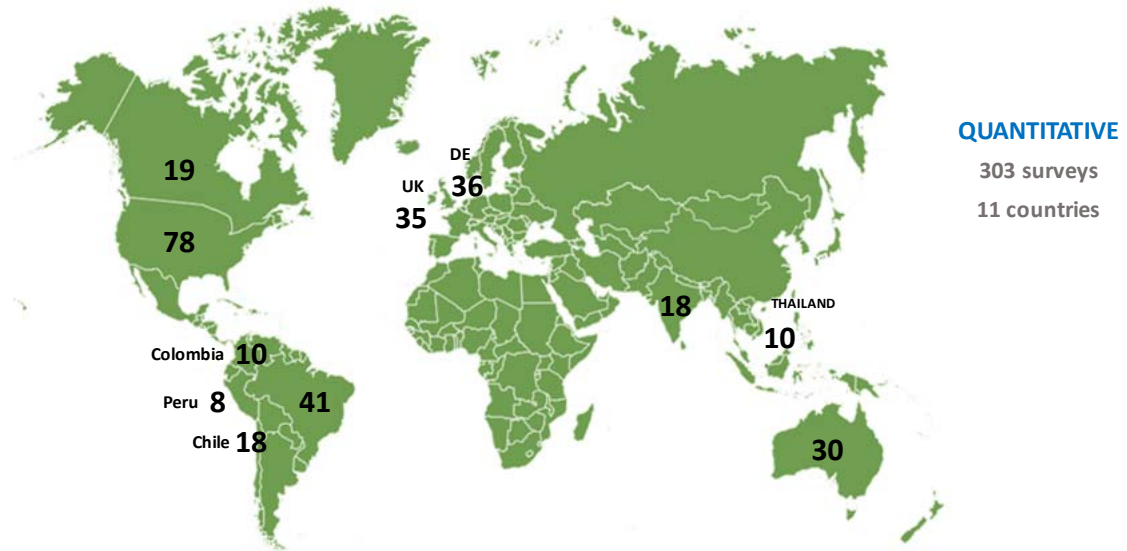 DE
36
UK
35
19
78
Colombia 10
Peru 8
41
Chile 18
18
THAILAND
10
30
QUANTITATIVE
303 surveys
11 countries